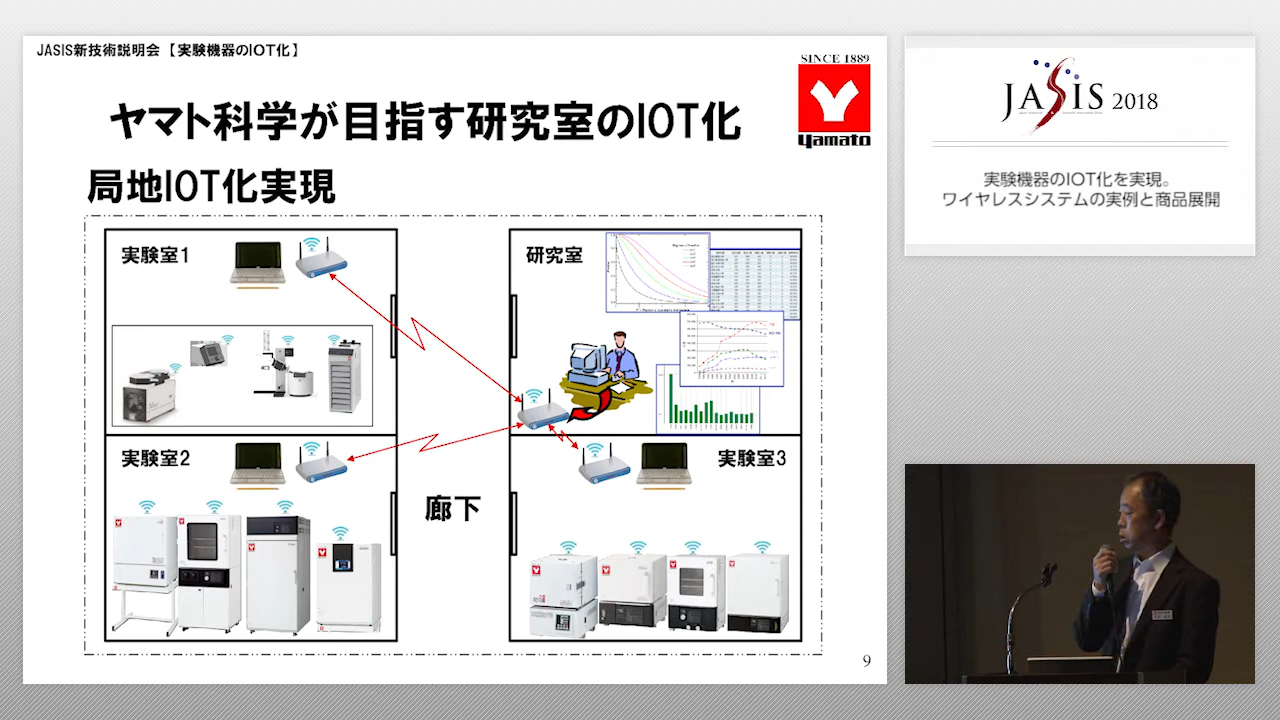 JASIS新技術説明会 【実験機器のIOT化】
SINCE 1889
Yamato
ヤマト科学が目指す研究室のIOT化
局地IOT化実現
実験室1
研究室
実験室2
実験室3
廊下
9
JASIS 2018
実験機器のIOT化を実現。
ワイヤレスシステムの実例と商品展開